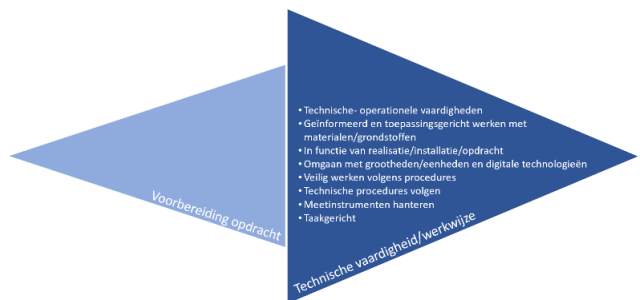 • Technische- operationele vaardigheden
• Geïnformeerd en toepassingsgericht werken met
materialen/grondstoffen
• In functie van realisatie/installatie/opdracht
• Omgaan met grootheden/eenheden en digitale technologieën
• Veilig werken volgens procedures
• Technische procedures volgen
• Meetinstrumenten hanteren
• Taakgericht
Voorbereiding opdracht
Technische vaardigheid/werkwijze